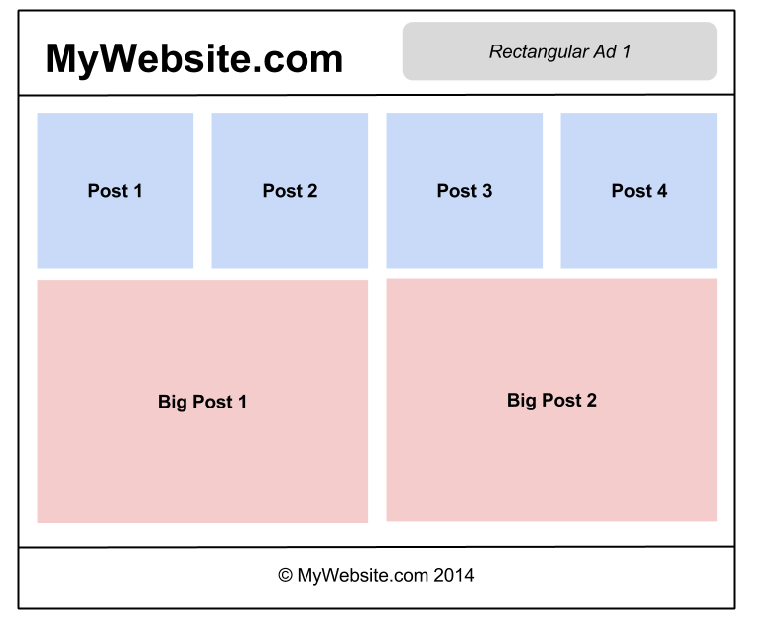 MyWebsite.com
Rectangular Ad 1
Post 1
Post 2
Post 3
Post 4
Big Post 1
Big Post 2
© MyWebsite.com 2014